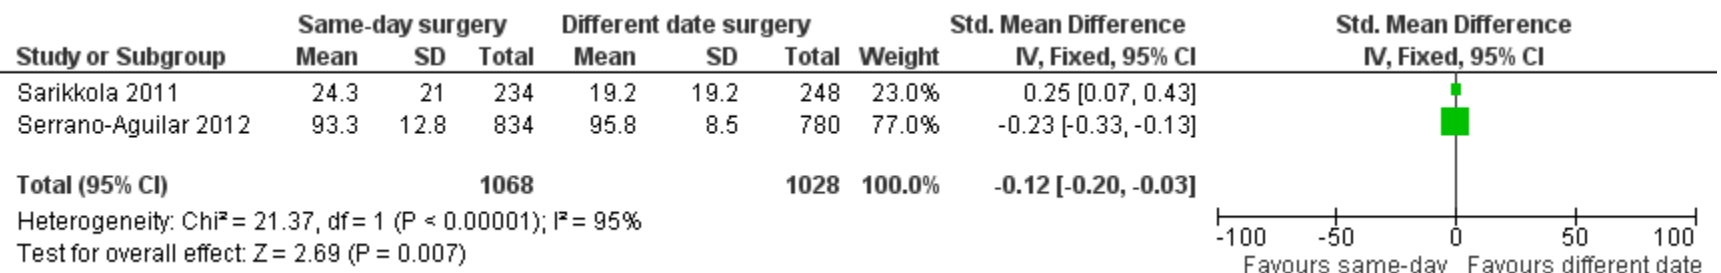 Same-day surgery Different date surgery Std. Mean Difference Std. Mean Difference
Study or Subgroup Mean SD Total Mean SD Total Weight IV, Fixed, 95% CI IV, Fixed, 95% CI
Sarikkola 2011 24.3 21 234 19.2 19.2 248 23.0% 0.25 [0.07, 0.43]
Serrano-Aguilar 2012 93.3 12.8 834 95.8 8.5 780 77.0% -0.23 [-0.33, -0.13]
Total (95% CI) 1068 1028 100.0% -0.12 [-0.20, -0.03]
Heterogeneity: Chi² = 21.37, df = 1 (P < 0.00001); I² = 95%
Test for overall effect: Z = 2.69 (P = 0.007)
-100 -50 0 50 100
Favours same-day Favours different date